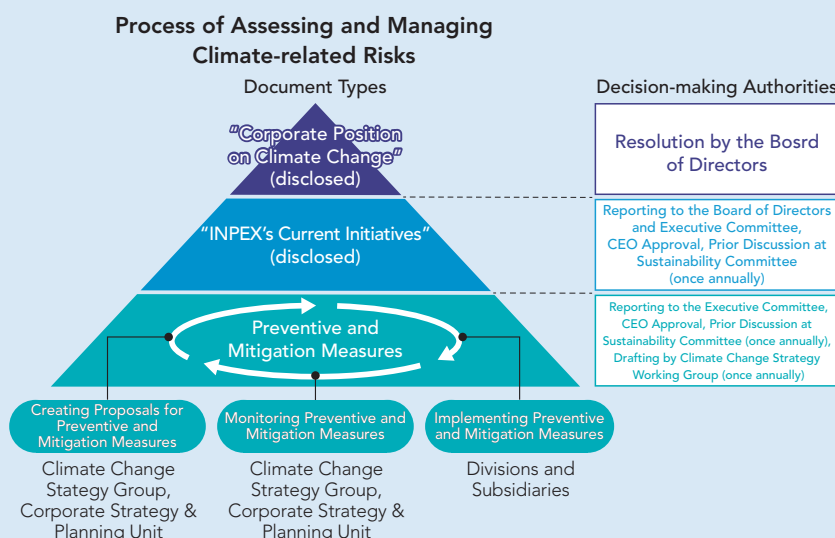 Process of Assessing and Managing
Climate-related Risks
Document Types
Decision-making Authorities
"Corporate Position
on Climate Change"
(disclosed)
Resolution by the Bosrd
of Directors
"INPEX's Current Initiatives"
(disclosed)
Reporting to the Board of Directors
and Executive Committee,
CEO Approval, Prior Discussion at
Sustainability Committee
(once annually)
Preventive and
Mitigation Measures
Reporting to the Executive Committee,
CEO Approval, Prior Discussion at
Sustainability Committee (once annually),
Drafting by Climate Change Strategy
Working Group (once annually)
Creating Proposals for
Preventive and
Mitigation Measures
Climate Change
Stategy Group,
Corporate Strategy &
Planning Unit
Monitoring Preventive and
Mitigation Measures
Climate Change
Strategy Group,
Corporate Strategy &
Planning Unit
Implementing Preventive
and Mitigation Measures
Divisions and
Subsidiaries